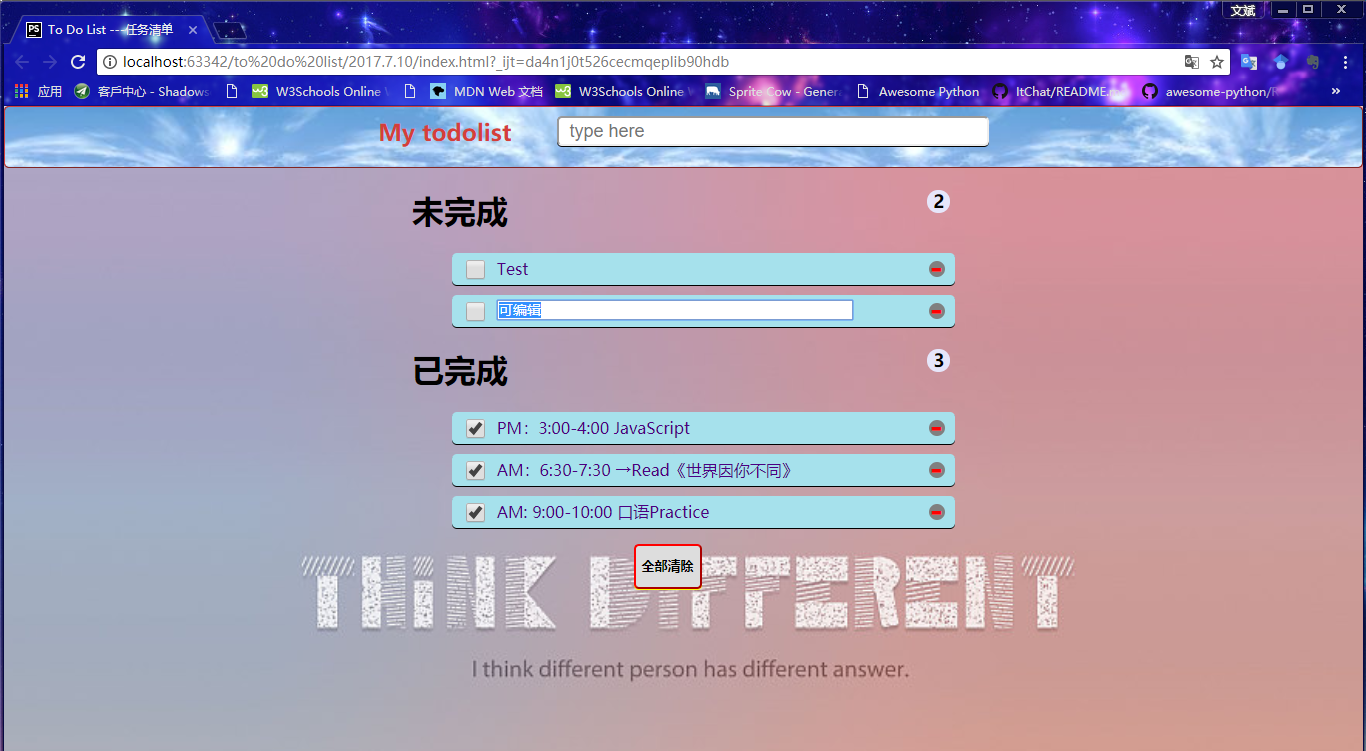 文斌
To Do List ---任务清单
localhost:63342/to%20do%20list/2017.7.10/index.html?_ijt=da4n1j0t526cecmqeplib90hdb
应用 客戶中心 - Shadows W3Schools Online MDN Web 文档 W3Schools Online Sprite Cow - Gener Awesome Python ItChat/README.m awesome-python/R »
My todolist type here
未完成 2
Test
可编辑
已完成 3
PM：3:00-4:00 JavaScript
AM：6:30-7:30 →Read《世界因你不同》
AM: 9:00-10:00 口语Practice
全部清除
THiNK DiFFERENT
I think different person has different answer.